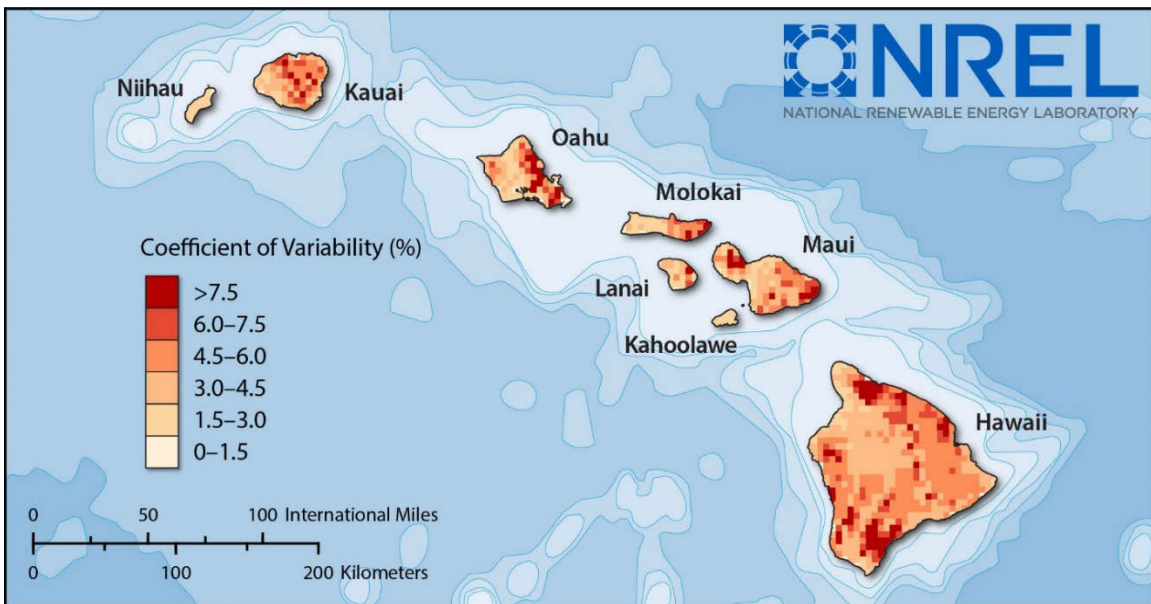 NREL
NATIONAL RENEWABLE ENERGY LABORATORY
Niihau
Kauai
Oahu
Molokai
Maui
Lanai
Kahoolawe
Hawaii
Coefficient of Variability (%)
>7.5
6.0–7.5
4.5–6.0
3.0–4.5
1.5–3.0
0–1.5
0 50 100 International Miles
0 100 200 Kilometers